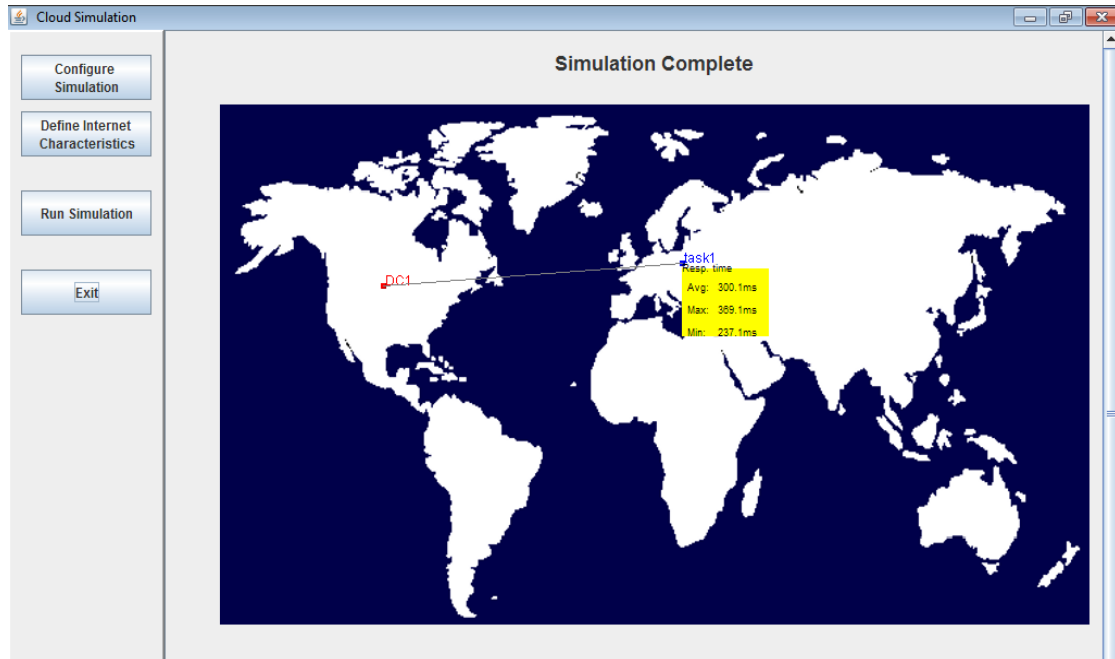 Cloud Simulation
Configure
Simulation
Define Internet
Characteristics
Run Simulation
Exit
Simulation Complete
DC1
task1
Resp. time
Avg: 300.1ms
Max: 369.1ms
Min: 237.1ms